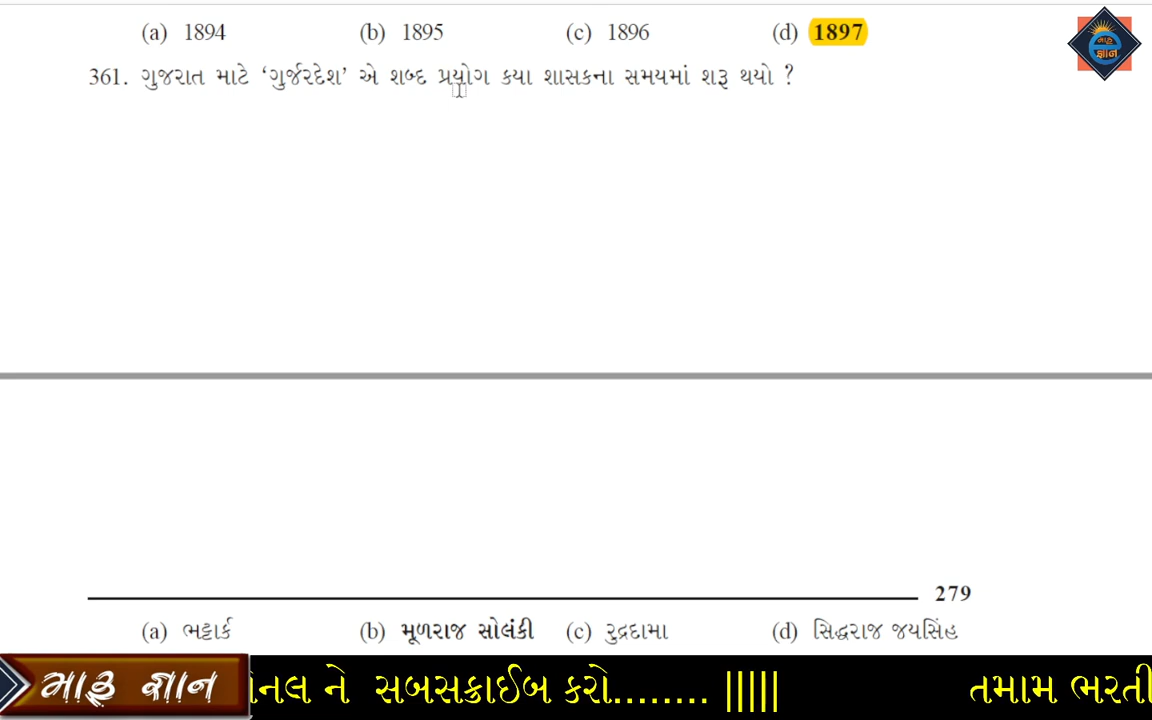 (a) 1894 (b) 1895 (c) 1896 (d) 1897
361. ગુજરાત માટે ‘ગુર્જરદેશ’ એ શબ્દ પ્રયોગ કયા શાસકના સમયમાં શરૂ થયો ?
279
(a) ભટ્ટાર્ક (b) મૂળરાજ સોલંકી (c) રુદ્રદામા (d) સિદ્ધરાજ જયસિંહ
મારૂ જ્ઞાન નલ ને સબસક્રાઈબ કરો........ ||||| તમામ ભરતી
મારૂ e જ્ઞાન